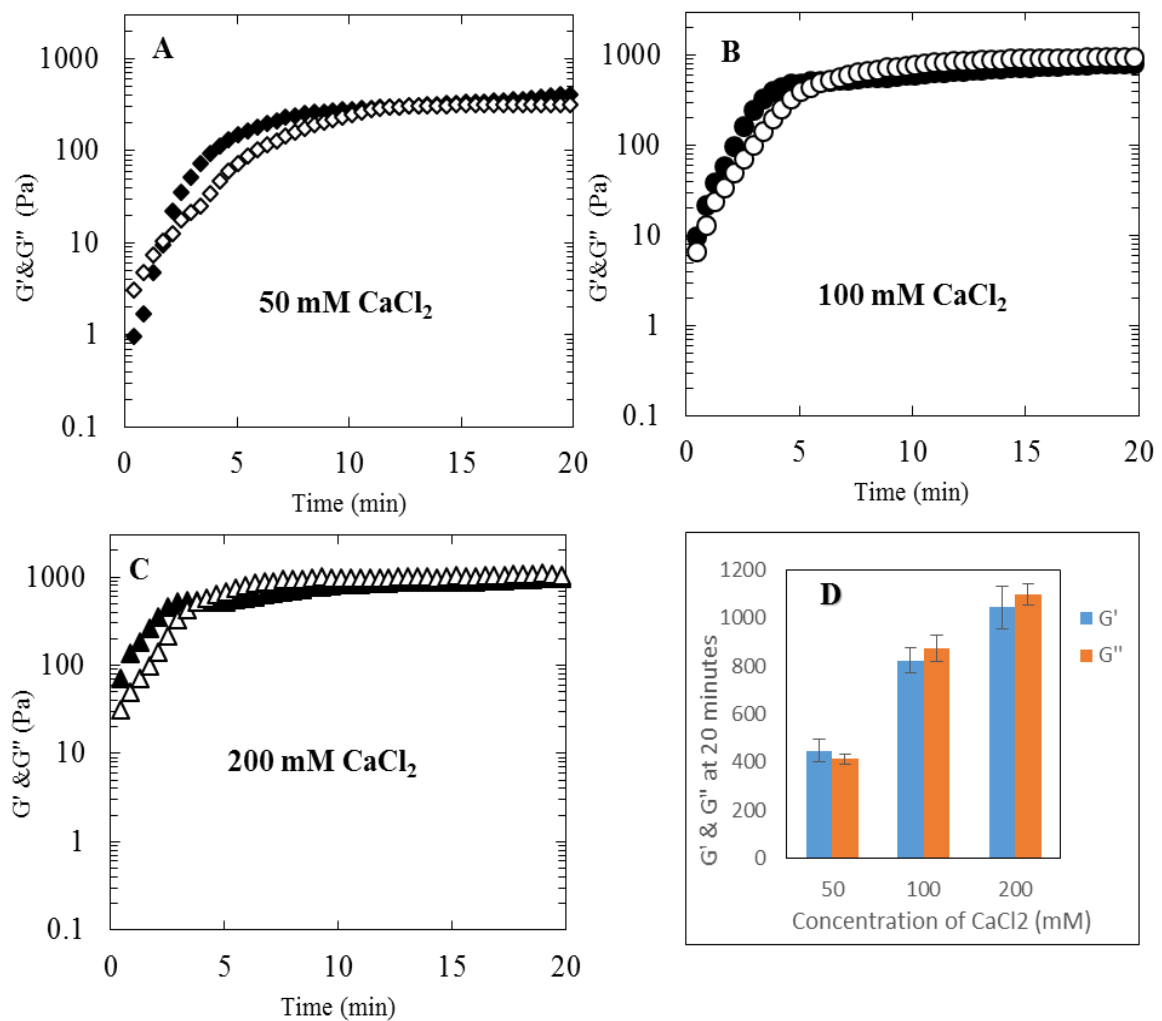 A
1000
100
10
1
0.1
G'&G'' (Pa)
50 mM CaCl2
0 5 10 15 20
Time (min)
B
1000
100
10
1
0.1
G'&G'' (Pa)
100 mM CaCl2
0 5 10 15 20
Time (min)
C
1000
100
10
1
0.1
G' &G'' (Pa)
200 mM CaCl2
0 5 10 15 20
Time (min)
D
1200
1000
800
600
400
200
0
G' & G'' at 20 minutes
G'
G''
50 100 200
Concentration of CaCl2 (mM)